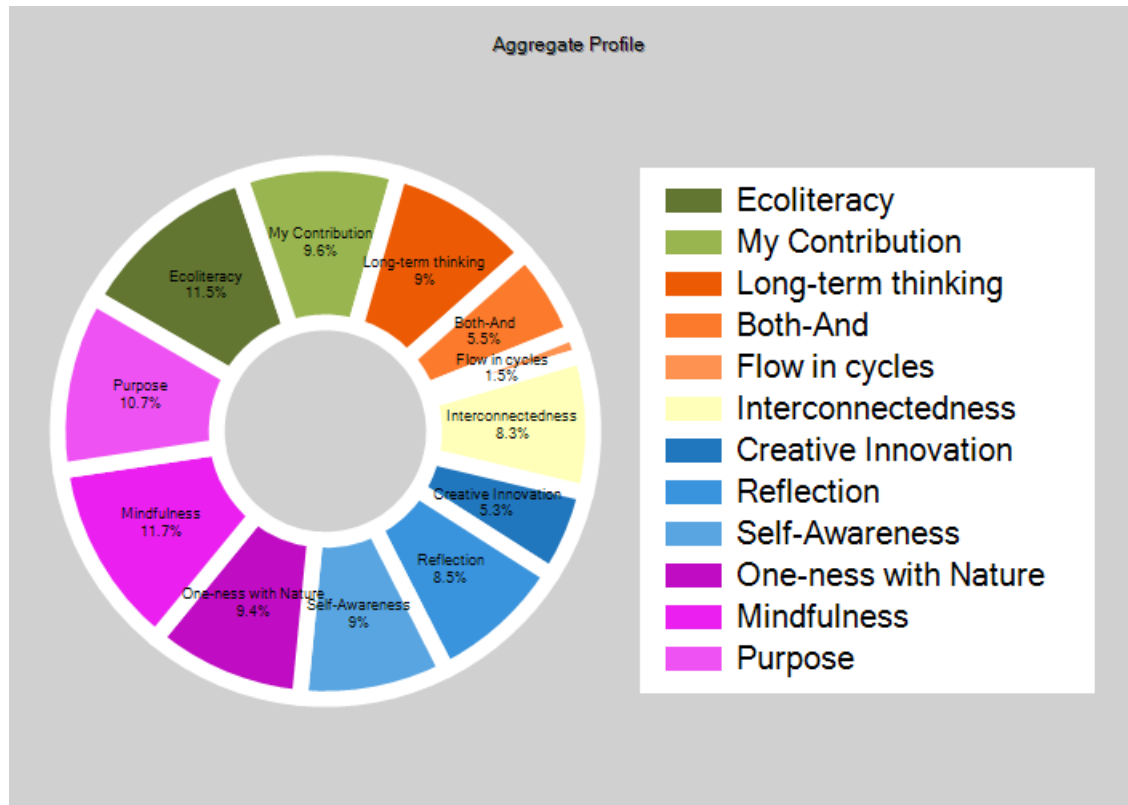 Aggregate Profile
My Contribution
9.6%
Long-term thinking
9%
Ecoliteracy
11.5%
Both-And
5.5%
Flow in cycles
1.5%
Purpose
10.7%
Interconnectedness
8.3%
Creative Innovation
5.3%
Mindfulness
11.7%
Reflection
8.5%
One-ness with Nature
9.4%
Self-Awareness
9%
Ecoliteracy
My Contribution
Long-term thinking
Both-And
Flow in cycles
Interconnectedness
Creative Innovation
Reflection
Self-Awareness
One-ness with Nature
Mindfulness
Purpose